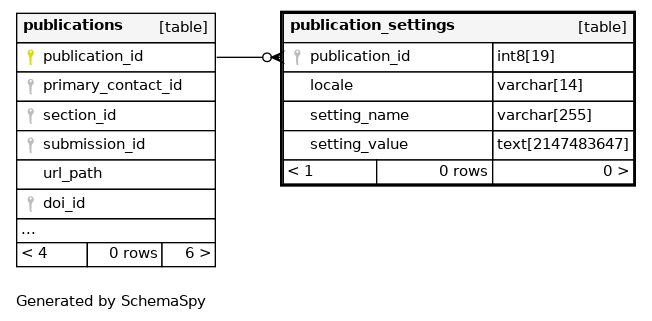 publications [table]
publication_id
primary_contact_id
section_id
submission_id
url_path
doi_id
...
< 4 0 rows 6 >
publication_settings [table]
publication_id int8[19]
locale varchar[14]
setting_name varchar[255]
setting_value text[2147483647]
< 1 0 rows 0 >
Generated by SchemaSpy